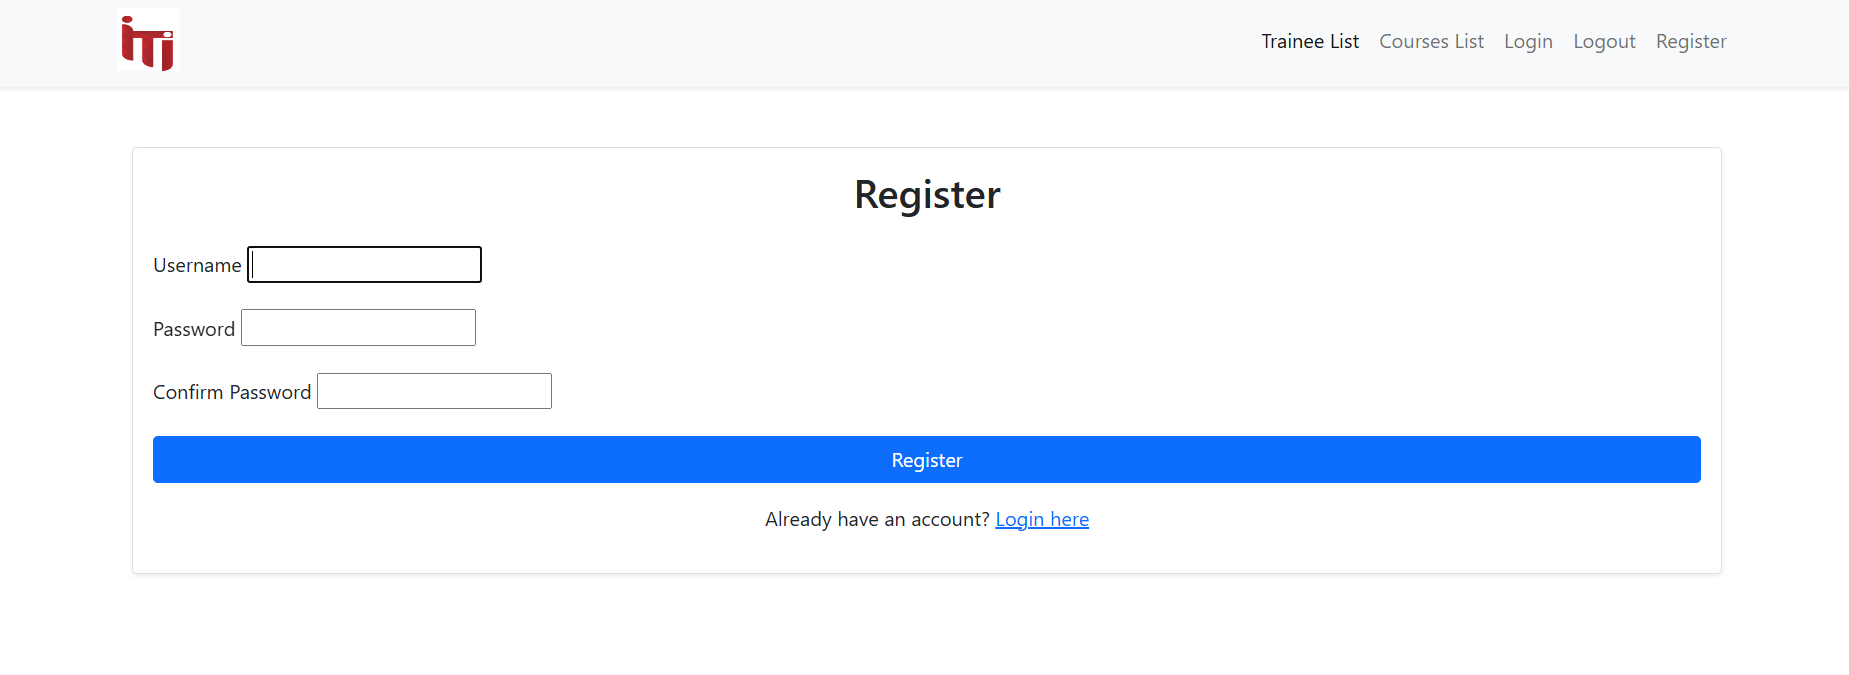 iTi
Trainee List Courses List Login Logout Register
Register
Username
Password
Confirm Password
Register
Already have an account? Login here